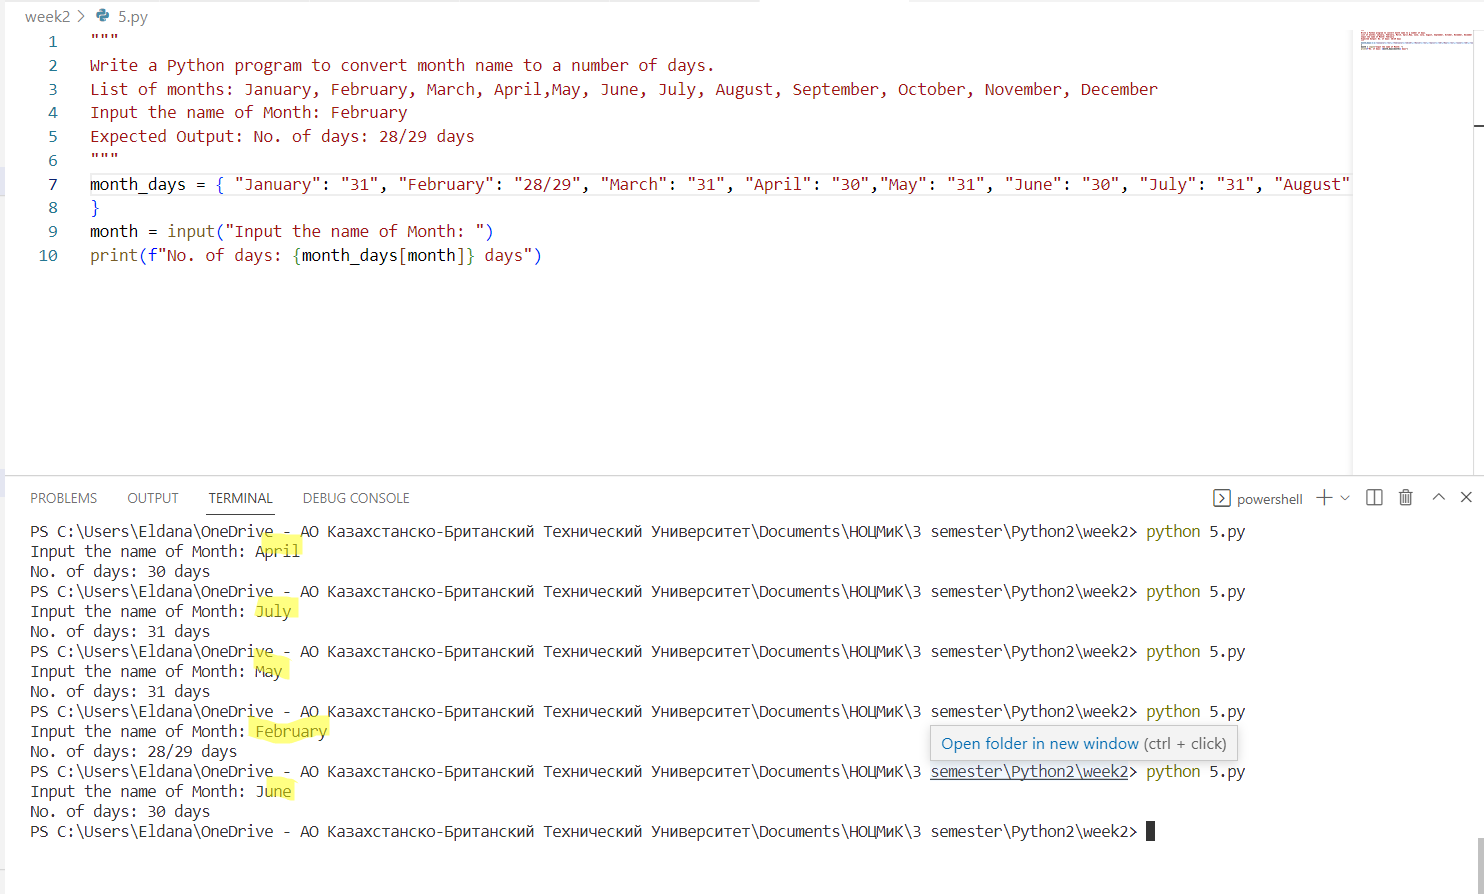 week2 > 5.py
1 """
2 Write a Python program to convert month name to a number of days.
3 List of months: January, February, March, April,May, June, July, August, September, October, November, December
4 Input the name of Month: February
5 Expected Output: No. of days: 28/29 days
6 """
7 month_days = { "January": "31", "February": "28/29", "March": "31", "April": "30","May": "31", "June": "30", "July": "31", "August"
8 }
9 month = input("Input the name of Month: ")
10 print(f"No. of days: {month_days[month]} days")
PROBLEMS OUTPUT TERMINAL DEBUG CONSOLE powershell
PS C:\Users\Eldana\OneDrive - АО Казахстанско-Британский Технический Университет\Documents\НОЦМиК\3 semester\Python2\week2> python 5.py
Input the name of Month: April
No. of days: 30 days
PS C:\Users\Eldana\OneDrive - АО Казахстанско-Британский Технический Университет\Documents\НОЦМиК\3 semester\Python2\week2> python 5.py
Input the name of Month: July
No. of days: 31 days
PS C:\Users\Eldana\OneDrive - АО Казахстанско-Британский Технический Университет\Documents\НОЦМиК\3 semester\Python2\week2> python 5.py
Input the name of Month: May
No. of days: 31 days
PS C:\Users\Eldana\OneDrive - АО Казахстанско-Британский Технический Университет\Documents\НОЦМиК\3 semester\Python2\week2> python 5.py
Input the name of Month: February
Open folder in new window (ctrl + click)
No. of days: 28/29 days
PS C:\Users\Eldana\OneDrive - АО Казахстанско-Британский Технический Университет\Documents\НОЦМиК\3 semester\Python2\week2> python 5.py
Input the name of Month: June
No. of days: 30 days
PS C:\Users\Eldana\OneDrive - АО Казахстанско-Британский Технический Университет\Documents\НОЦМиК\3 semester\Python2\week2>